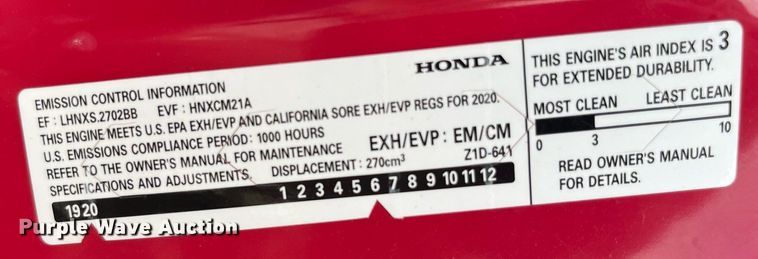 HONDA
EMISSION CONTROL INFORMATION
EF : LHNXS.2702BB EVF : HNXCM21A
THIS ENGINE MEETS U.S. EPA EXH/EVP AND CALIFORNIA SORE EXH/EVP REGS FOR 2020.
U.S. EMISSIONS COMPLIANCE PERIOD: 1000 HOURS
EXH/EVP : EM/CM
REFER TO THE OWNER'S MANUAL FOR MAINTENANCE
SPECIFICATIONS AND ADJUSTMENTS. DISPLACEMENT : 270cm³ Z1D-641
19 20 1 2 3 4 5 6 7 8 9 10 11 12
THIS ENGINE'S AIR INDEX IS 3
FOR EXTENDED DURABILITY.
MOST CLEAN LEAST CLEAN
0 3 10
READ OWNER'S MANUAL
FOR DETAILS.
Purple Wave Auction